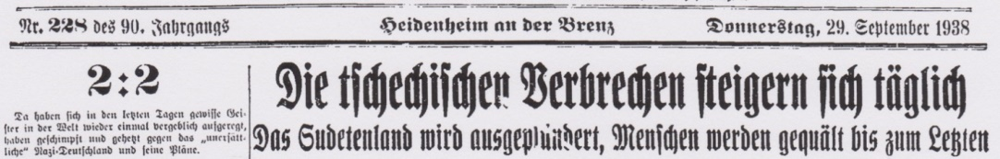 Nr. 228 des 90. Jahrgangs
Heidenheim an der Brenz
Donnerstag, 29. September 1938
2:2
Da haben sich in den letzten Tagen gewisse Gei-
ster in der Welt wieder einmal vergeblich aufgeregt,
haben geschimpft und gehetzt gegen das „unersätt-
liche“ Nazi-Deutschland und seine Pläne.
Die tschechischen Verbrechen steigern sich täglich
Das Sudetenland wird ausgeplündert, Menschen werden gequält bis zum Letzten